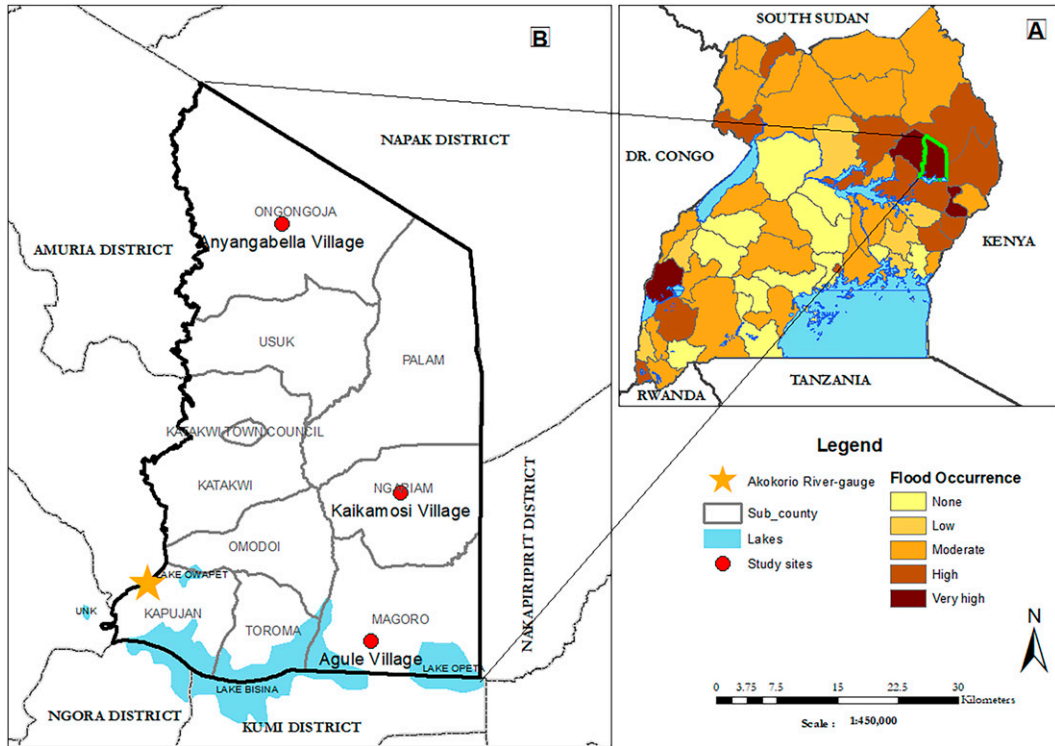 B
NAPAK DISTRICT
ONGONGOJA
Anyangabella Village
AMURIA DISTRICT
USUK
PALAM
KATAKWI TOWN COUNCIL
KATAKWI
NGARIAM
Kaikamosi Village
OMODOI
LAKE OWAPET
UNK
KAPUJAN
TOROMA
MAGORO
Agule Village
LAKE OPETA
LAKE BISINA
NGORA DISTRICT
KUMI DISTRICT
NAKAPIRIPIRIT DISTRICT
SOUTH SUDAN
A
DR. CONGO
KENYA
TANZANIA
RWANDA
Legend
Akokorio River-gauge
Sub_county
Lakes
Study sites
Flood Occurrence
None
Low
Moderate
High
Very high
N
0 3.75 7.5 15 22.5 30
Kilometers
Scale : 1:450,000